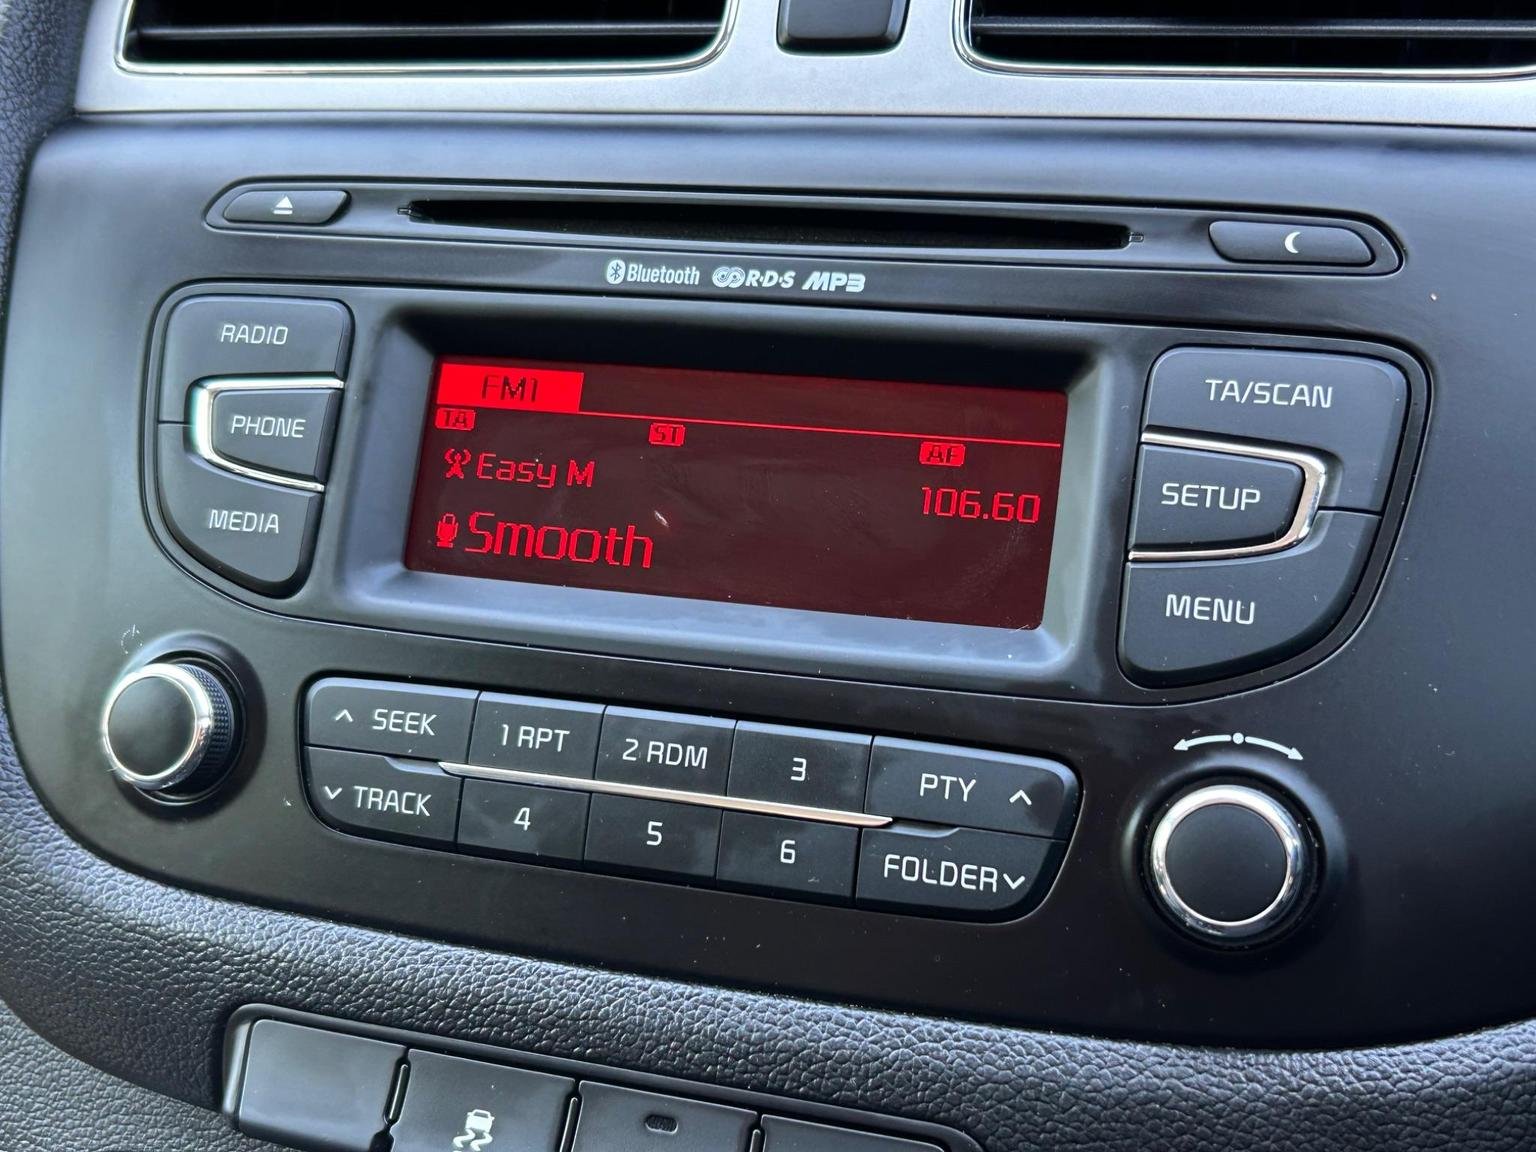 Bluetooth R·D·S MP3
RADIO
PHONE
MEDIA
FM1
TA
ST
AF
Easy M
106.60
Smooth
TA/SCAN
SETUP
MENU
SEEK
TRACK
1 RPT
2 RDM
3
4
5
6
PTY
FOLDER